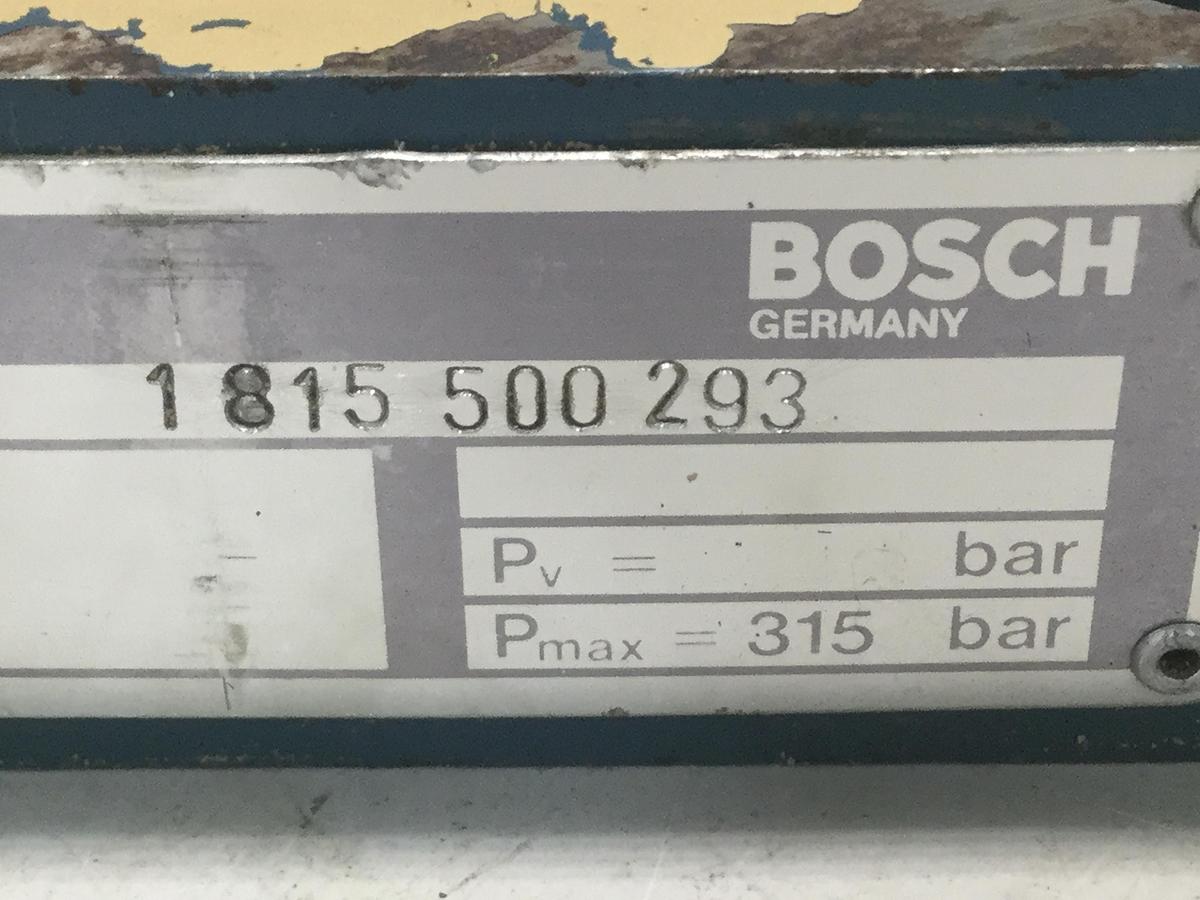 BOSCH
GERMANY
1 815 500 293
Pv = bar
Pmax = 315 bar